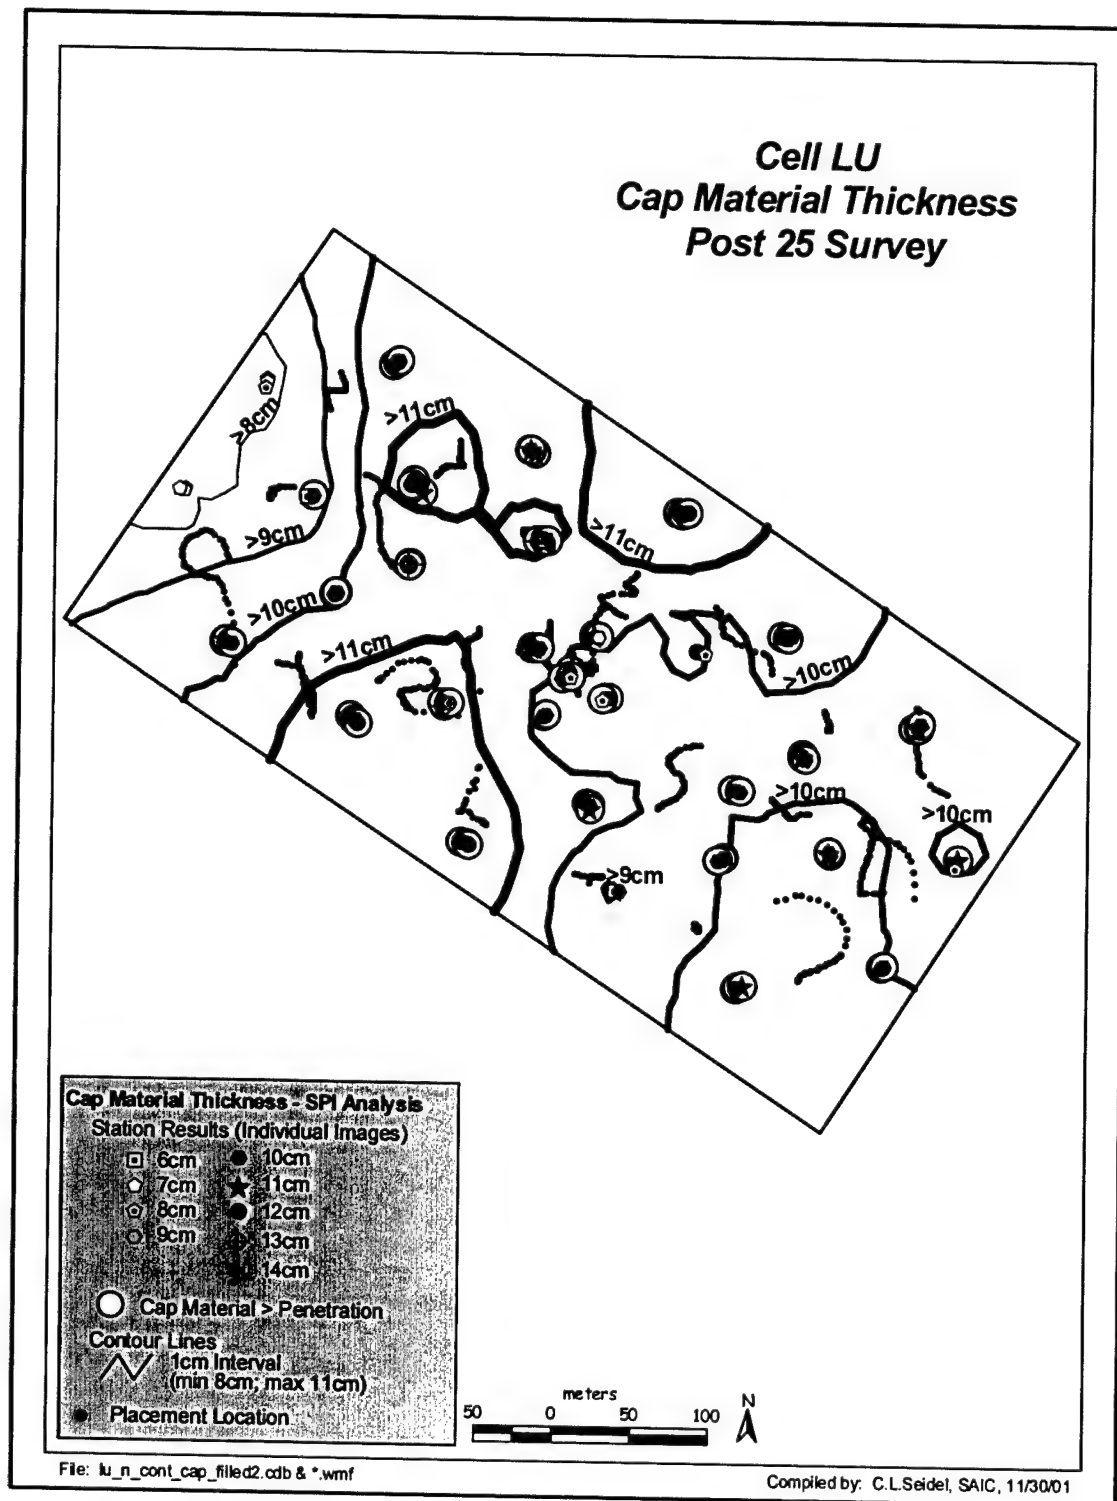 Cell LU
Cap Material Thickness
Post 25 Survey
>11cm
>8cm
>11cm
>9cm
>10cm
>11cm
>10cm
>10cm
>10cm
>9cm
Cap Material Thickness - SPI Analysis
Station Results (Individual Images)
6cm 10cm
7cm 11cm
8cm 12cm
9cm 13cm
14cm
Cap Material > Penetration
Contour Lines
1cm Interval
(min 8cm; max 11cm)
Placement Location
meters
50 0 50 100
N
File: lu_n_cont_cap_filled2.cdb & *.wmf
Compiled by: C.L.Seidel, SAIC, 11/30/01